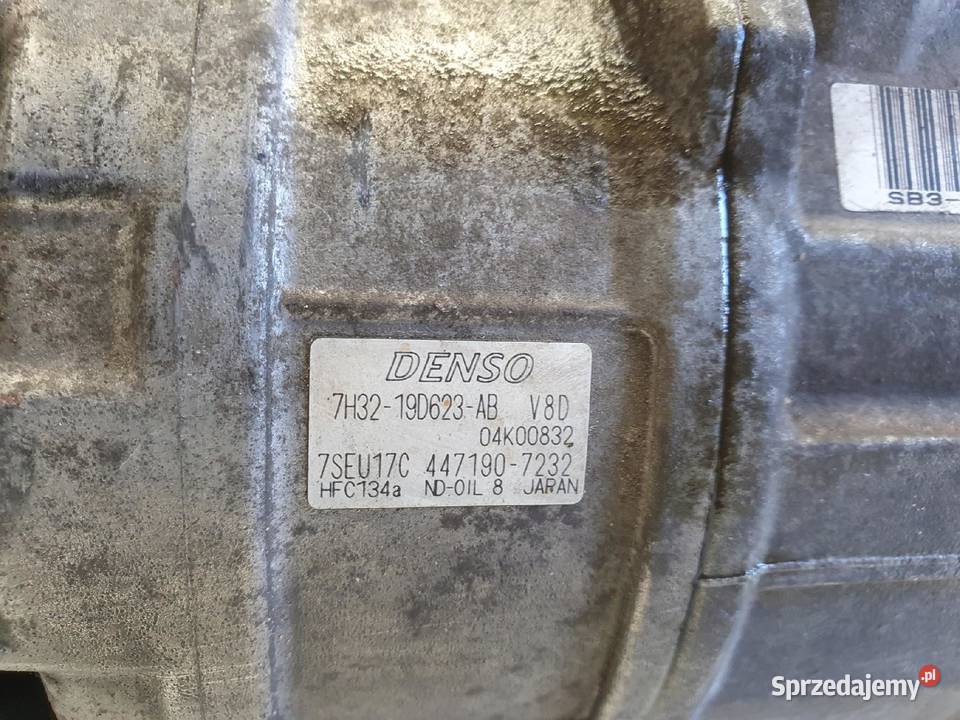 DENSO
7H32-19D623-AB V8D
04K00832
7SEU17C 447190-7232
HFC134a ND-OIL 8 JAPAN
SB3-
Sprzedajemy.pl